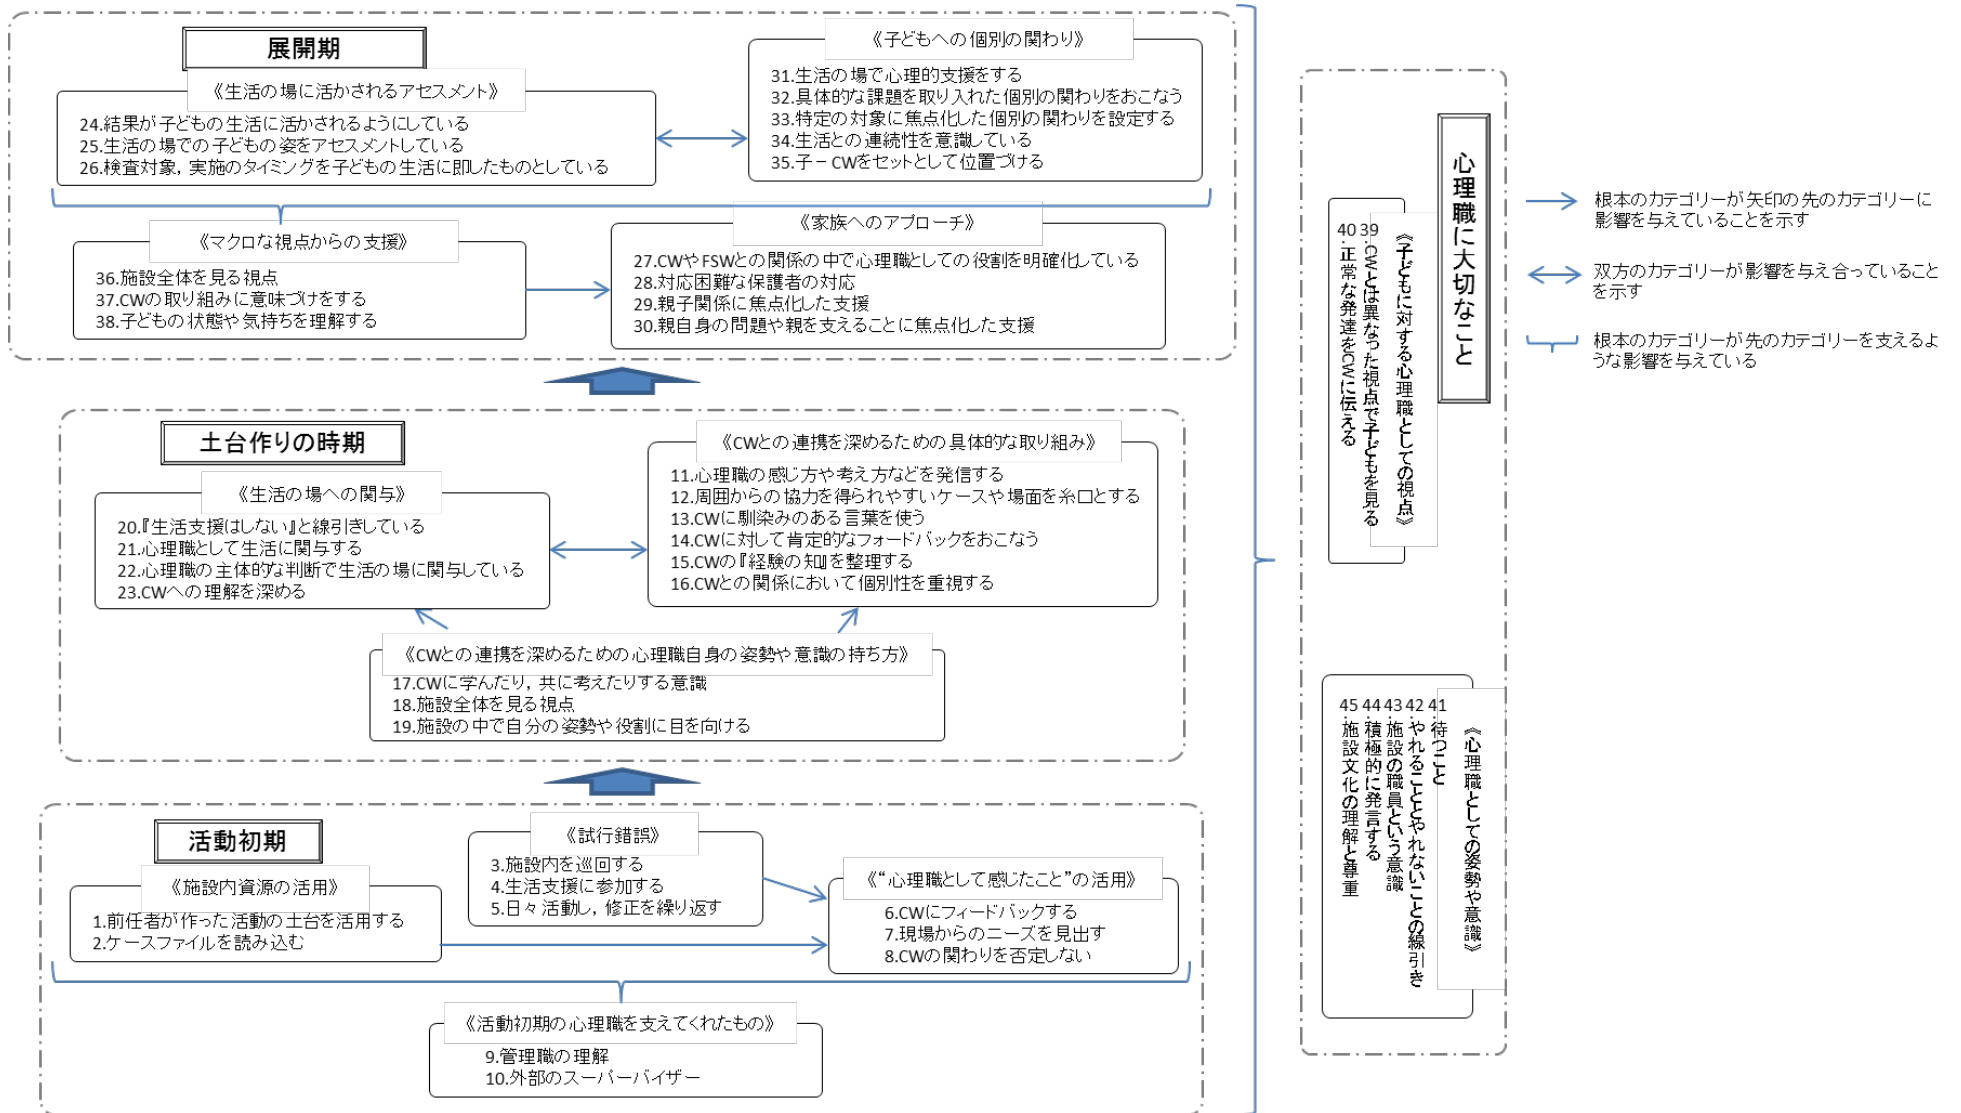 展開期
《生活の場に活かされるアセスメント》
24.結果が子どもの生活に活かされるようにしている
25.生活の場での子どもの姿をアセスメントしている
26.検査対象，実施のタイミングを子どもの生活に即したものとしている
《子どもへの個別の関わり》
31.生活の場で心理的支援をする
32.具体的な課題を取り入れた個別の関わりをおこなう
33.特定の対象に焦点化した個別の関わりを設定する
34.生活との連続性を意識している
35.子－CWをセットとして位置づける
《マクロな視点からの支援》
36.施設全体を見る視点
37.CWの取り組みに意味づけをする
38.子どもの状態や気持ちを理解する
《家族へのアプローチ》
27.CWやFSWとの関係の中で心理職としての役割を明確化している
28.対応困難な保護者の対応
29.親子関係に焦点化した支援
30.親自身の問題や親を支えることに焦点化した支援
土台作りの時期
《生活の場への関与》
20.『生活支援はしない』と線引きしている
21.心理職として生活に関与する
22.心理職の主体的な判断で生活の場に関与している
23.CWへの理解を深める
《CWとの連携を深めるための具体的な取り組み》
11.心理職の感じ方や考え方などを発信する
12.周囲からの協力を得られやすいケースや場面を糸口とする
13.CWに馴染みのある言葉を使う
14.CWに対して肯定的なフォードバックをおこなう
15.CWの『経験の知』を整理する
16.CWとの関係において個別性を重視する
《CWとの連携を深めるための心理職自身の姿勢や意識の持ち方》
17.CWに学んだり，共に考えたりする意識
18.施設全体を見る視点
19.施設の中で自分の姿勢や役割に目を向ける
活動初期
《施設内資源の活用》
1.前任者が作った活動の土台を活用する
2.ケースファイルを読み込む
《試行錯誤》
3.施設内を巡回する
4.生活支援に参加する
5.日々活動し，修正を繰り返す
《“心理職として感じたこと”の活用》
6.CWにフィードバックする
7.現場からのニーズを見出す
8.CWの関わりを否定しない
《活動初期の心理職を支えてくれたもの》
9.管理職の理解
10.外部のスーパーバイザー
心理職に大切なこと
《子どもに対する心理職としての視点》
39.CWとは異なった視点で子どもを見る
40.正常な発達をCWに伝える
《心理職としての姿勢や意識》
41.待つこと
42.やれることとやれないことの線引き
43.施設の職員という意識
44.積極的に発言する
45.施設文化の理解と尊重
根本のカテゴリーが矢印の先のカテゴリーに
影響を与えていることを示す
双方のカテゴリーが影響を与え合っていること
を示す
根本のカテゴリーが先のカテゴリーを支えるよ
うな影響を与えている